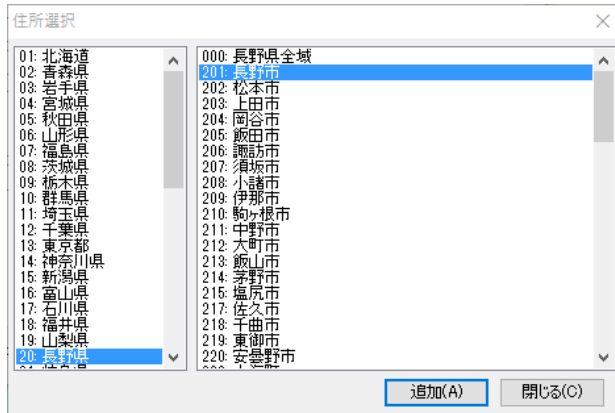 住所選択
01: 北海道
02: 青森県
03: 岩手県
04: 宮城県
05: 秋田県
06: 山形県
07: 福島県
08: 茨城県
09: 栃木県
10: 群馬県
11: 埼玉県
12: 千葉県
13: 東京都
14: 神奈川県
15: 新潟県
16: 富山県
17: 石川県
18: 福井県
19: 山梨県
20: 長野県
000: 長野県全域
201: 長野市
202: 松本市
203: 上田市
204: 岡谷市
205: 飯田市
206: 諏訪市
207: 須坂市
208: 小諸市
209: 伊那市
210: 駒ヶ根市
211: 中野市
212: 大町市
213: 飯山市
214: 茅野市
215: 塩尻市
217: 佐久市
218: 千曲市
219: 東御市
220: 安曇野市
追加(A)
閉じる(C)